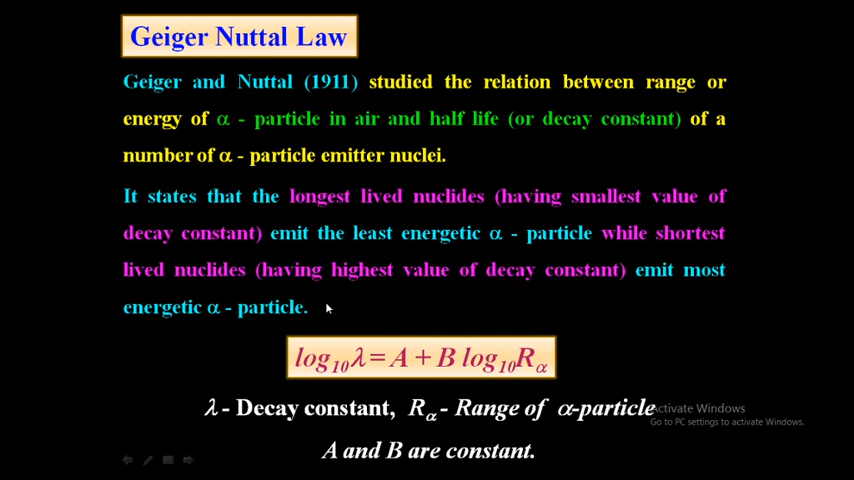 Geiger Nuttal Law
Geiger and Nuttal (1911) studied the relation between range or
energy of α - particle in air and half life (or decay constant) of a
number of α - particle emitter nuclei.
It states that the longest lived nuclides (having smallest value of
decay constant) emit the least energetic α - particle while shortest
lived nuclides (having highest value of decay constant) emit most
energetic α - particle.
log₁₀λ = A + B log₁₀Rα
λ - Decay constant, Rα - Range of α-particle
A and B are constant.
Activate Windows
Go to PC settings to activate Windows.